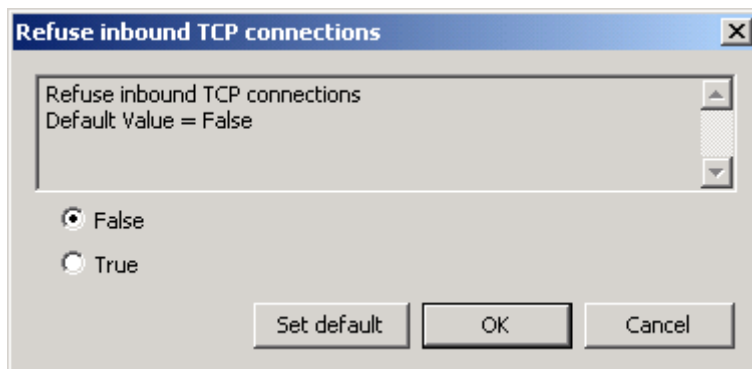 Refuse inbound TCP connections
Refuse inbound TCP connections
Default Value = False
False
True
Set default OK Cancel